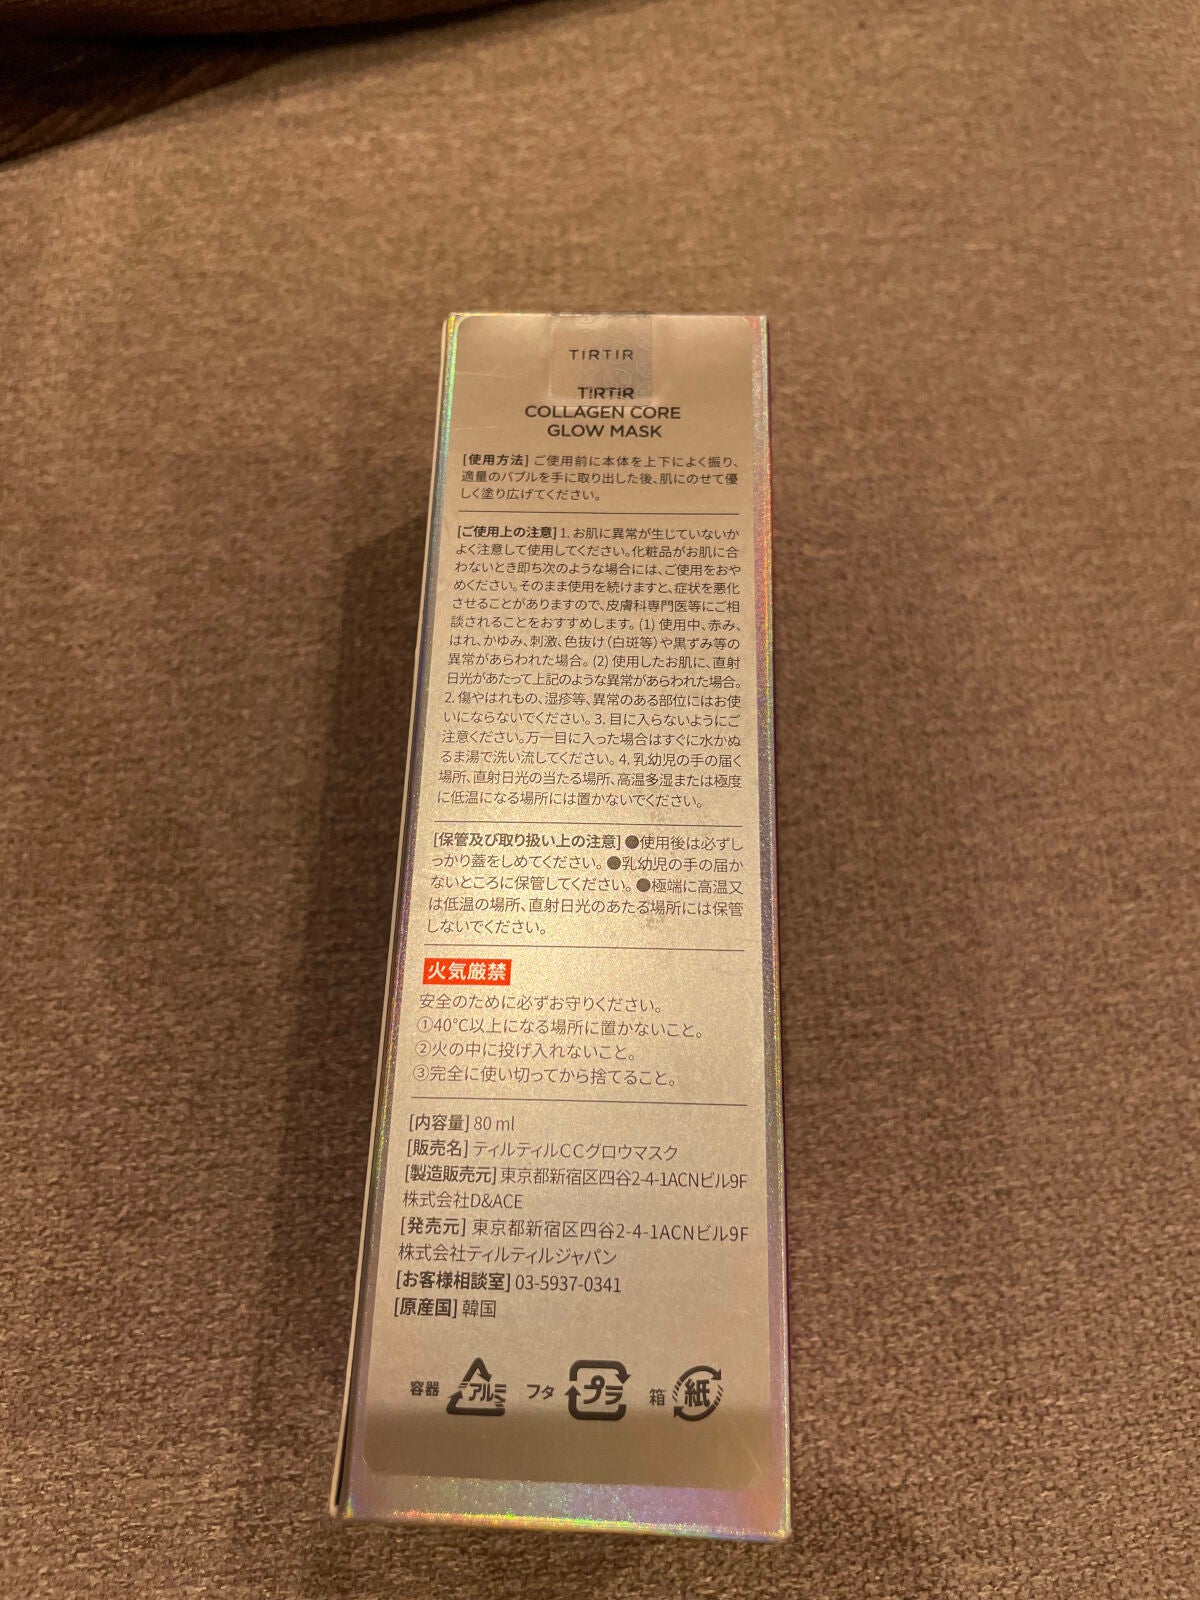 TIRTIR
TIRTIR
COLLAGEN CORE
GLOW MASK
[使用方法] ご使用前に本体を上下によく振り、
適量のバブルを手に取り出した後、肌にのせて優
しく塗り広げてください。
[ご使用上の注意] 1. お肌に異常が生じていないか
よく注意して使用してください。化粧品がお肌に合
わないとき即ち次のような場合には、ご使用をおや
めください。そのまま使用を続けますと、症状を悪化
させることがありますので、皮膚科専門医等にご相
談されることをおすすめします。 (1) 使用中、赤み、
はれ、かゆみ、刺激、色抜け(白斑等)や黒ずみ等の
異常があらわれた場合。 (2) 使用したお肌に、直射
日光があたって上記のような異常があらわれた場合。
2. 傷やはれもの、湿疹等、異常のある部位にはお使
いにならないでください。 3. 目に入らないようにご
注意ください。万一目に入った場合はすぐに水かぬ
るま湯で洗い流してください。 4. 乳幼児の手の届く
場所、直射日光の当たる場所、高温多湿または極度
に低温になる場所には置かないでください。
[保管及び取り扱い上の注意] ●使用後は必ずし
っかり蓋をしめてください。 ●乳幼児の手の届か
ないところに保管してください。 ●極端に高温又
は低温の場所、直射日光のあたる場所には保管
しないでください。
火気厳禁
安全のために必ずお守りください。
①40℃以上になる場所に置かないこと。
②火の中に投げ入れないこと。
③完全に使い切ってから捨てること。
[内容量] 80 ml
[販売名] ティルティルCCグロウマスク
[製造販売元] 東京都新宿区四谷2-4-1ACNビル9F
株式会社D&ACE
[発売元] 東京都新宿区四谷2-4-1ACNビル9F
株式会社ティルティルジャパン
[お客様相談室] 03-5937-0341
[原産国] 韓国
容器 アルミ フタ プラ 箱 紙